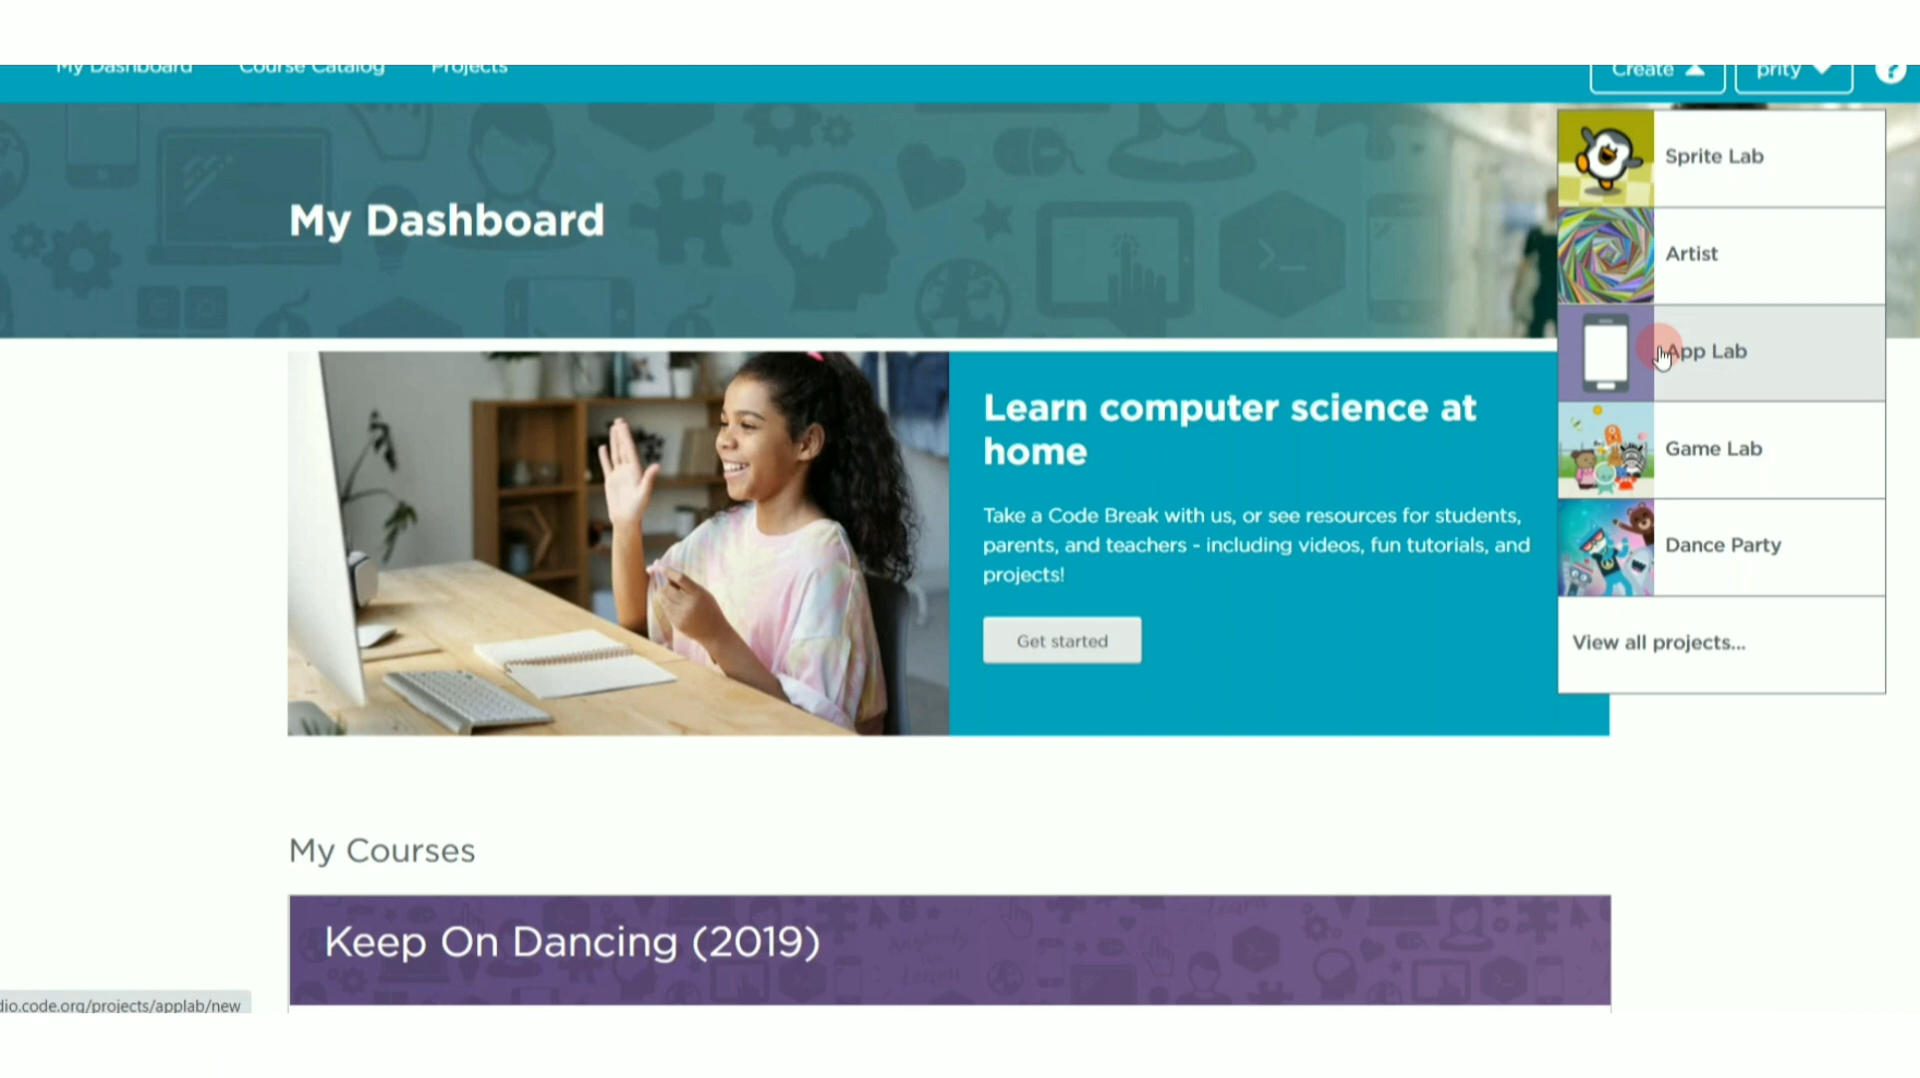 My Dashboard Course Catalog Projects Create prity ?
Sprite Lab
Artist
App Lab
Game Lab
Dance Party
View all projects...
My Dashboard
Learn computer science at
home
Take a Code Break with us, or see resources for students,
parents, and teachers - including videos, fun tutorials, and
projects!
Get started
My Courses
Keep On Dancing (2019)
dio.code.org/projects/applab/new